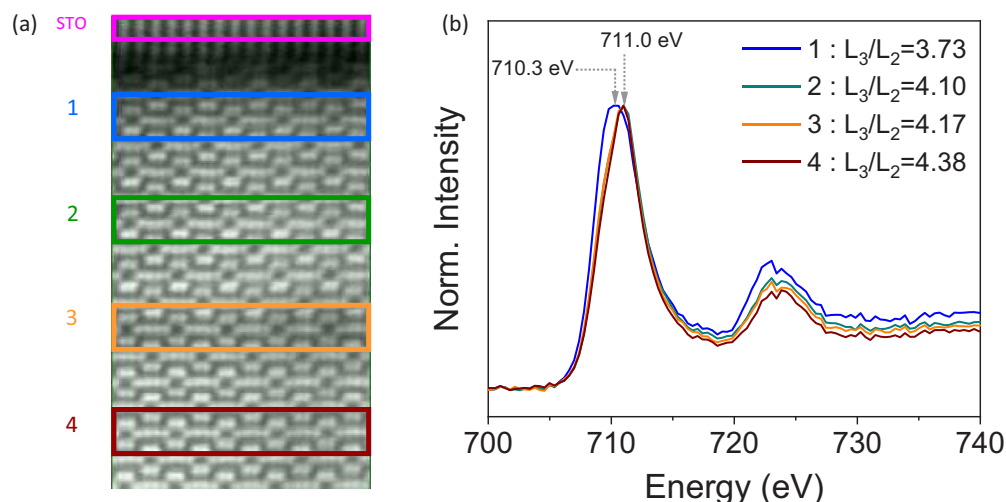 (a)
STO
1
2
3
4
(b)
710.3 eV
711.0 eV
1 : L₃/L₂=3.73
2 : L₃/L₂=4.10
3 : L₃/L₂=4.17
4 : L₃/L₂=4.38
Norm. Intensity
700 710 720 730 740
Energy (eV)